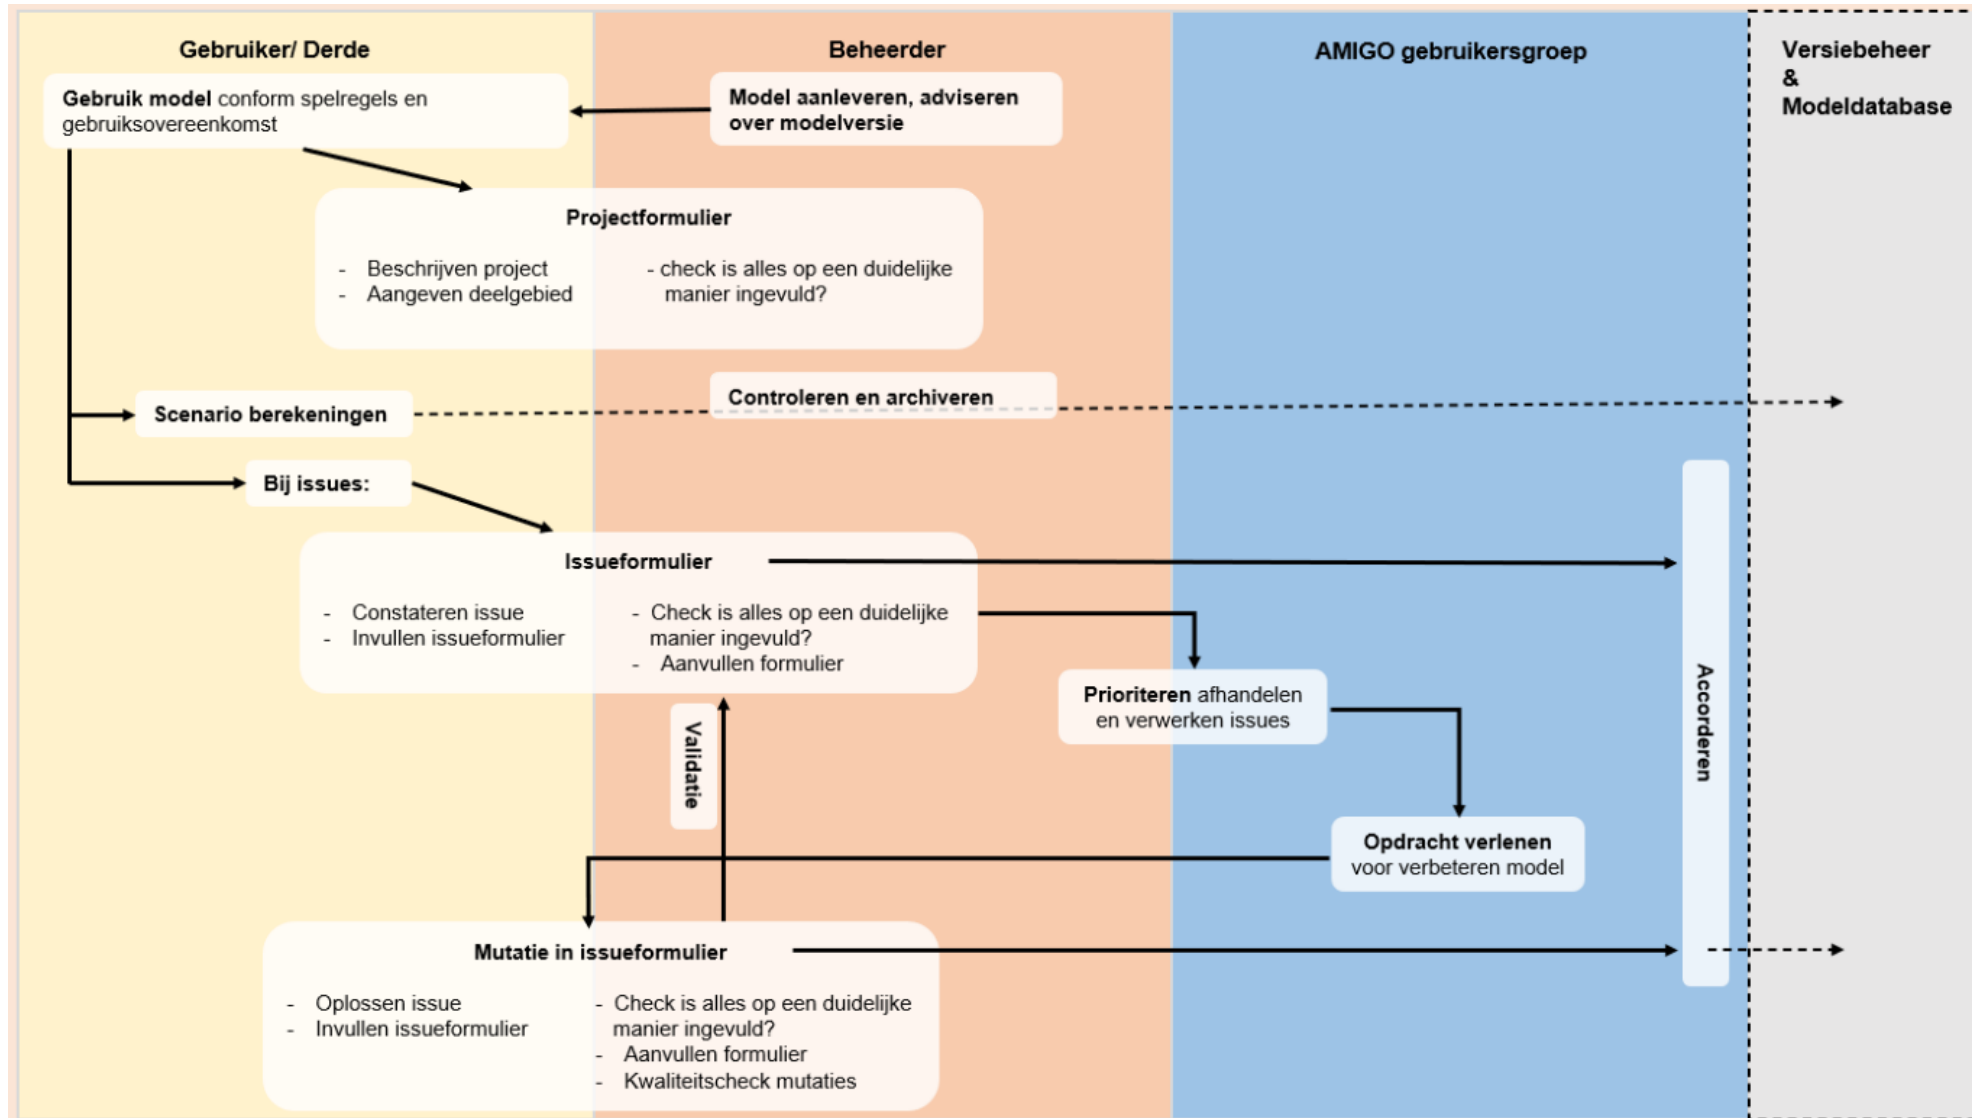 Gebruiker/ Derde
Beheerder
AMIGO gebruikersgroep
Versiebeheer
&
Modeldatabase
Gebruik model conform spelregels en
gebruiksovereenkomst
Model aanleveren, adviseren
over modelversie
Projectformulier
- Beschrijven project
- Aangeven deelgebied
- check is alles op een duidelijke
manier ingevuld?
Scenario berekeningen
Controleren en archiveren
Bij issues:
Issueformulier
- Constateren issue
- Invullen issueformulier
- Check is alles op een duidelijke
manier ingevuld?
- Aanvullen formulier
Prioriteren afhandelen
en verwerken issues
Accorderen
Validatie
Opdracht verlenen
voor verbeteren model
Mutatie in issueformulier
- Oplossen issue
- Invullen issueformulier
- Check is alles op een duidelijke
manier ingevuld?
- Aanvullen formulier
- Kwaliteitscheck mutaties